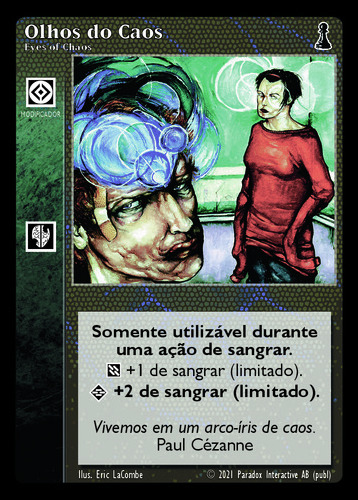 Olhos do Caos
Eyes of Chaos
MODIFICADOR
Somente utilizável durante
uma ação de sangrar.
+1 de sangrar (limitado).
+2 de sangrar (limitado).
Vivemos em um arco-íris de caos.
Paul Cézanne
Ilus. Eric LaCombe
© 2021 Paradox Interactive AB (publ)